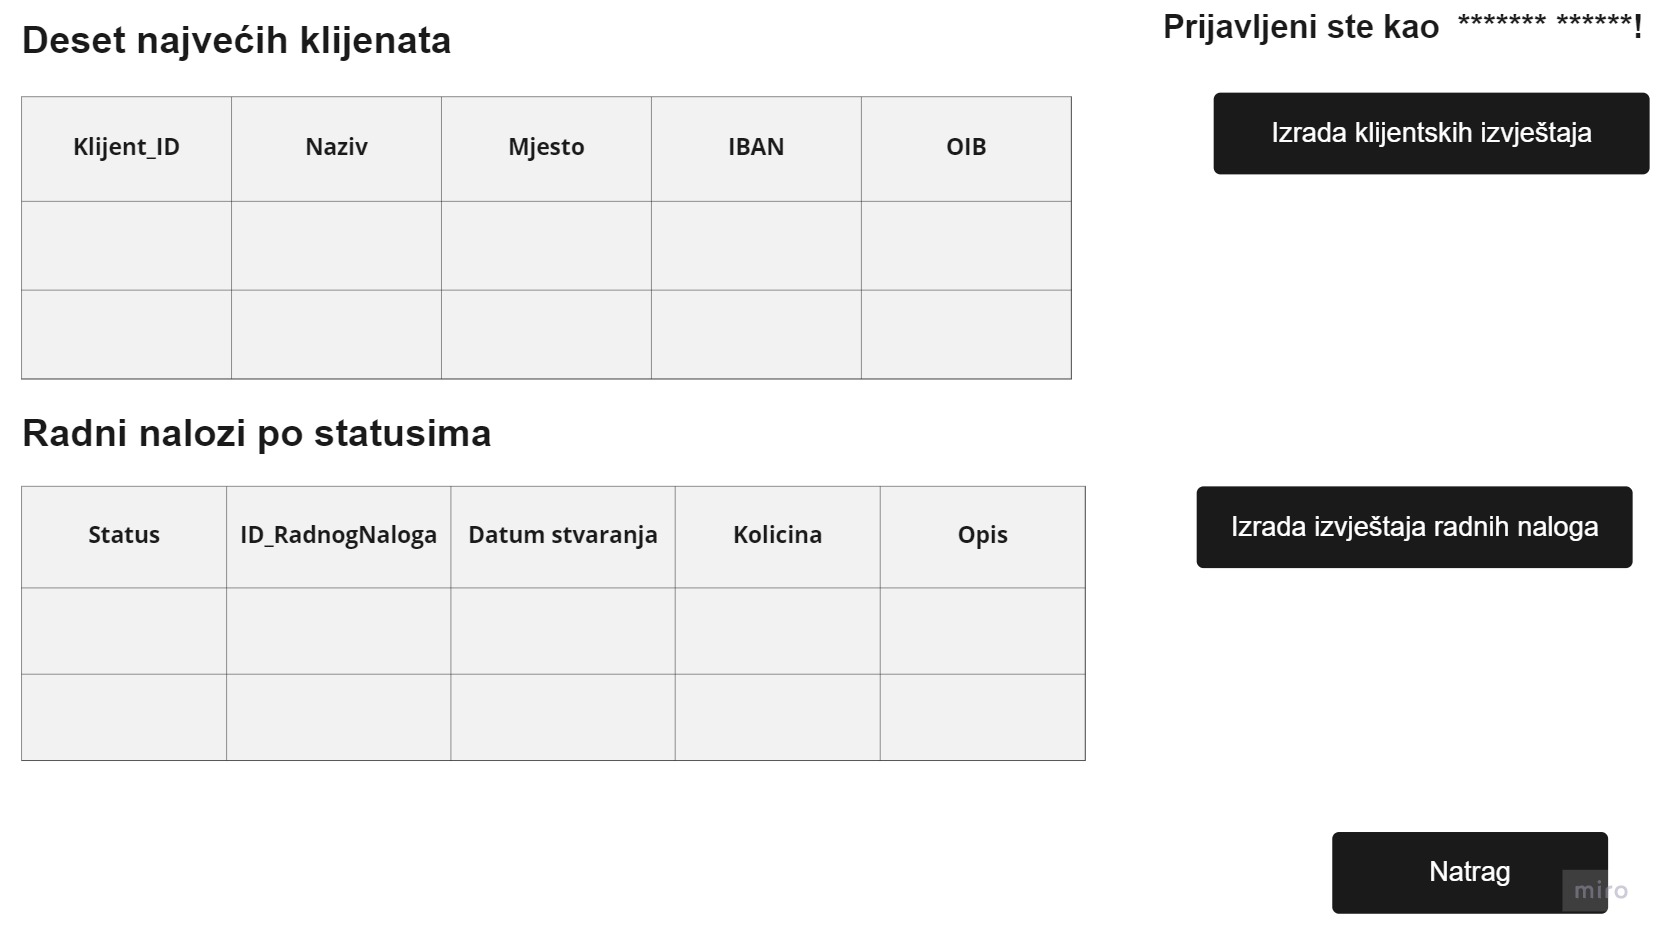 Deset najvećih klijenata
Prijavljeni ste kao ******* ******!
Klijent_ID Naziv Mjesto IBAN OIB
Izrada klijentskih izvještaja
Radni nalozi po statusima
Status ID_RadnogNaloga Datum stvaranja Kolicina Opis
Izrada izvještaja radnih naloga
Natrag
miro